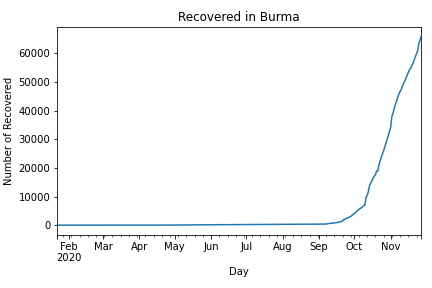 Recovered in Burma
Number of Recovered
60000
50000
40000
30000
20000
10000
0
Feb Mar Apr May Jun Jul Aug Sep Oct Nov
2020
Day